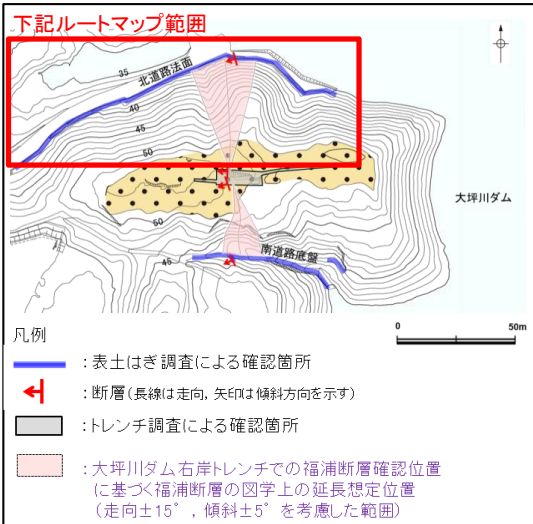 下記ルートマップ範囲
北道路法面
35
40
45
50
大坪川ダム
50
南道路底盤
45
凡例
0 50m
：表土はぎ調査による確認箇所
：断層(長線は走向，矢印は傾斜方向を示す)
：トレンチ調査による確認箇所
：大坪川ダム右岸トレンチでの福浦断層確認位置
に基づく福浦断層の図学上の延長想定位置
（走向±15°，傾斜±5°を考慮した範囲）